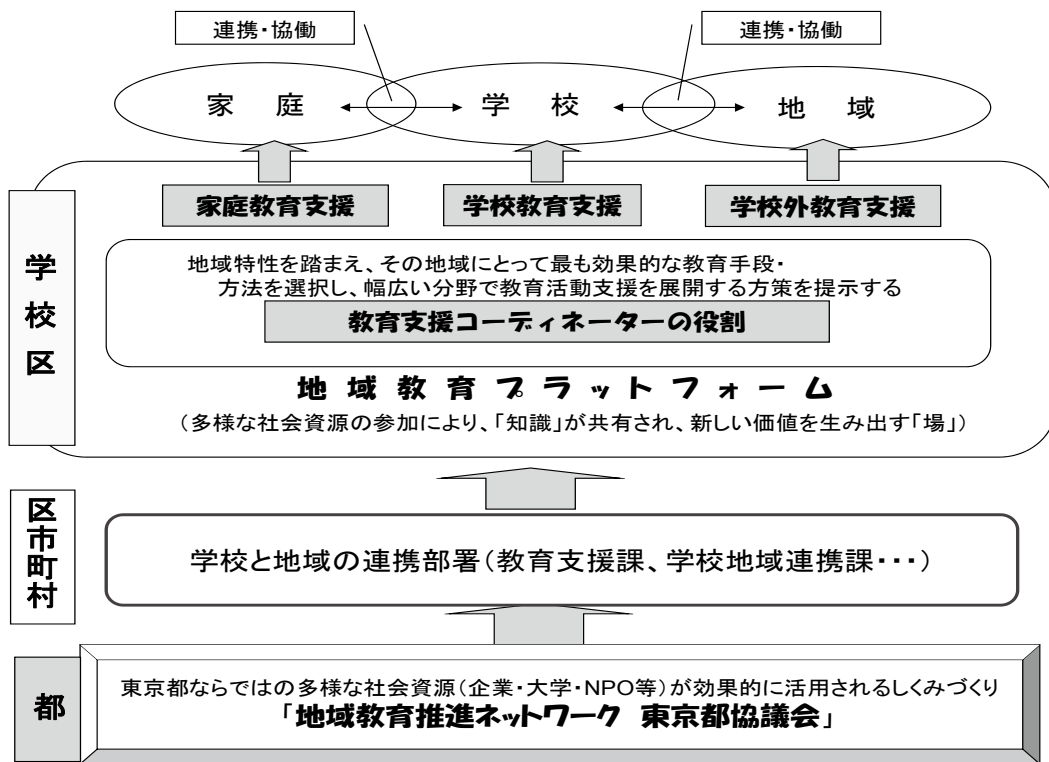 連携・協働
連携・協働
家 庭
学 校
地 域
家庭教育支援
学校教育支援
学校外教育支援
学校区
地域特性を踏まえ、その地域にとって最も効果的な教育手段・
方法を選択し、幅広い分野で教育活動支援を展開する方策を提示する
教育支援コーディネーターの役割
地域教育プラットフォーム
（多様な社会資源の参加により、「知識」が共有され、新しい価値を生み出す「場」）
区市町村
学校と地域の連携部署（教育支援課、学校地域連携課・・・）
都
東京都ならではの多様な社会資源（企業・大学・NPO等）が効果的に活用されるしくみづくり
「地域教育推進ネットワーク 東京都協議会」